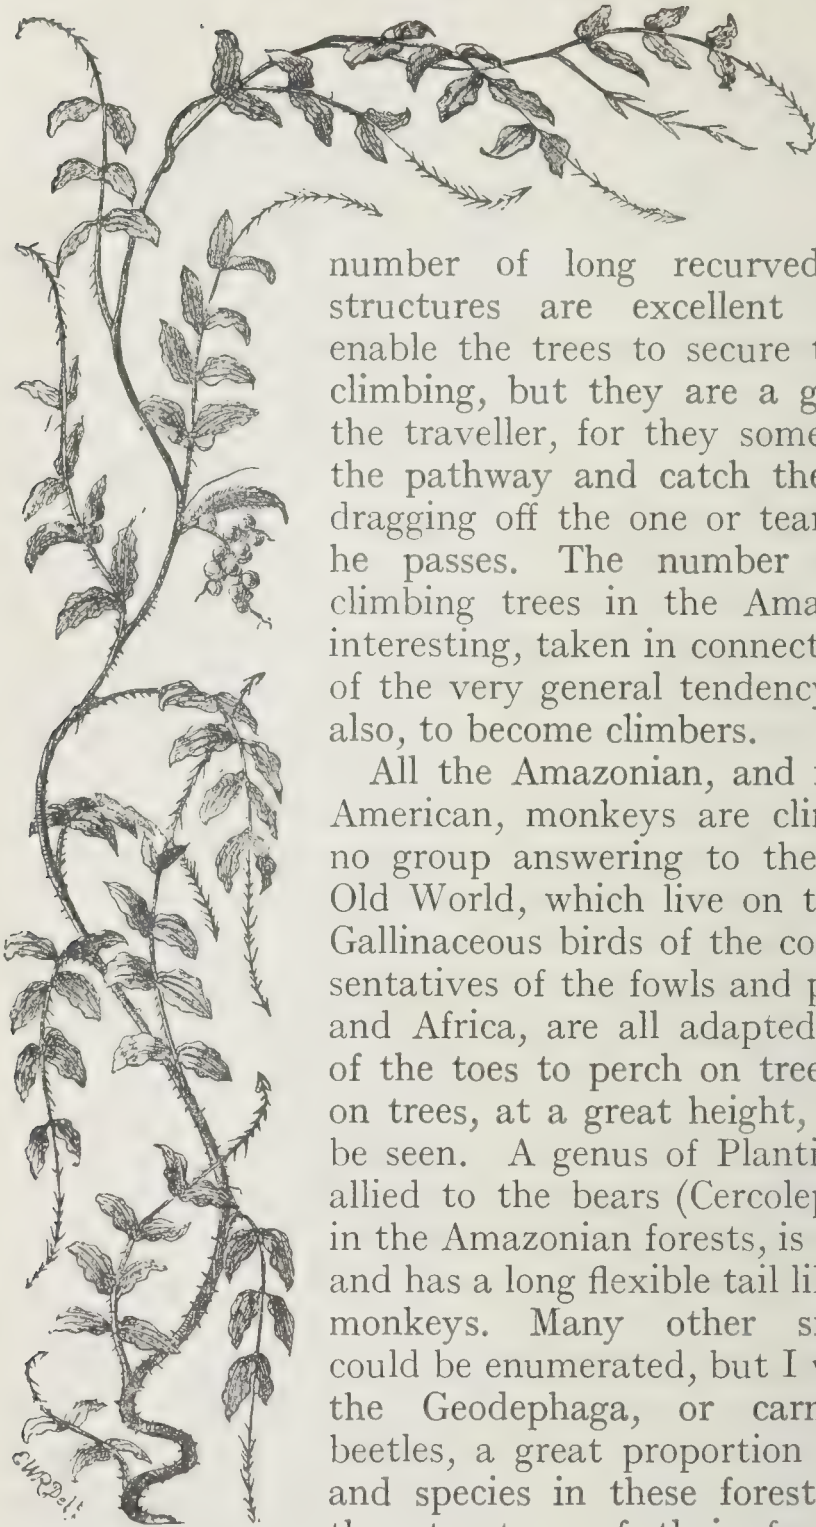 number of long recurved
structures are excellent
enable the trees to secure t
climbing, but they are a g
the traveller, for they some
the pathway and catch the
dragging off the one or tear
he passes. The number
climbing trees in the Ama
interesting, taken in connect
of the very general tendency
also, to become climbers.
All the Amazonian, and
American, monkeys are clim
no group answering to the
Old World, which live on t
Gallinaceous birds of the co
sentatives of the fowls and p
and Africa, are all adapted
of the toes to perch on tree
on trees, at a great height,
be seen. A genus of Planti
allied to the bears (Cercolep
in the Amazonian forests, is
and has a long flexible tail li
monkeys. Many other s
could be enumerated, but I
the Geodephaga, or carn
beetles, a great proportion
and species in these forest